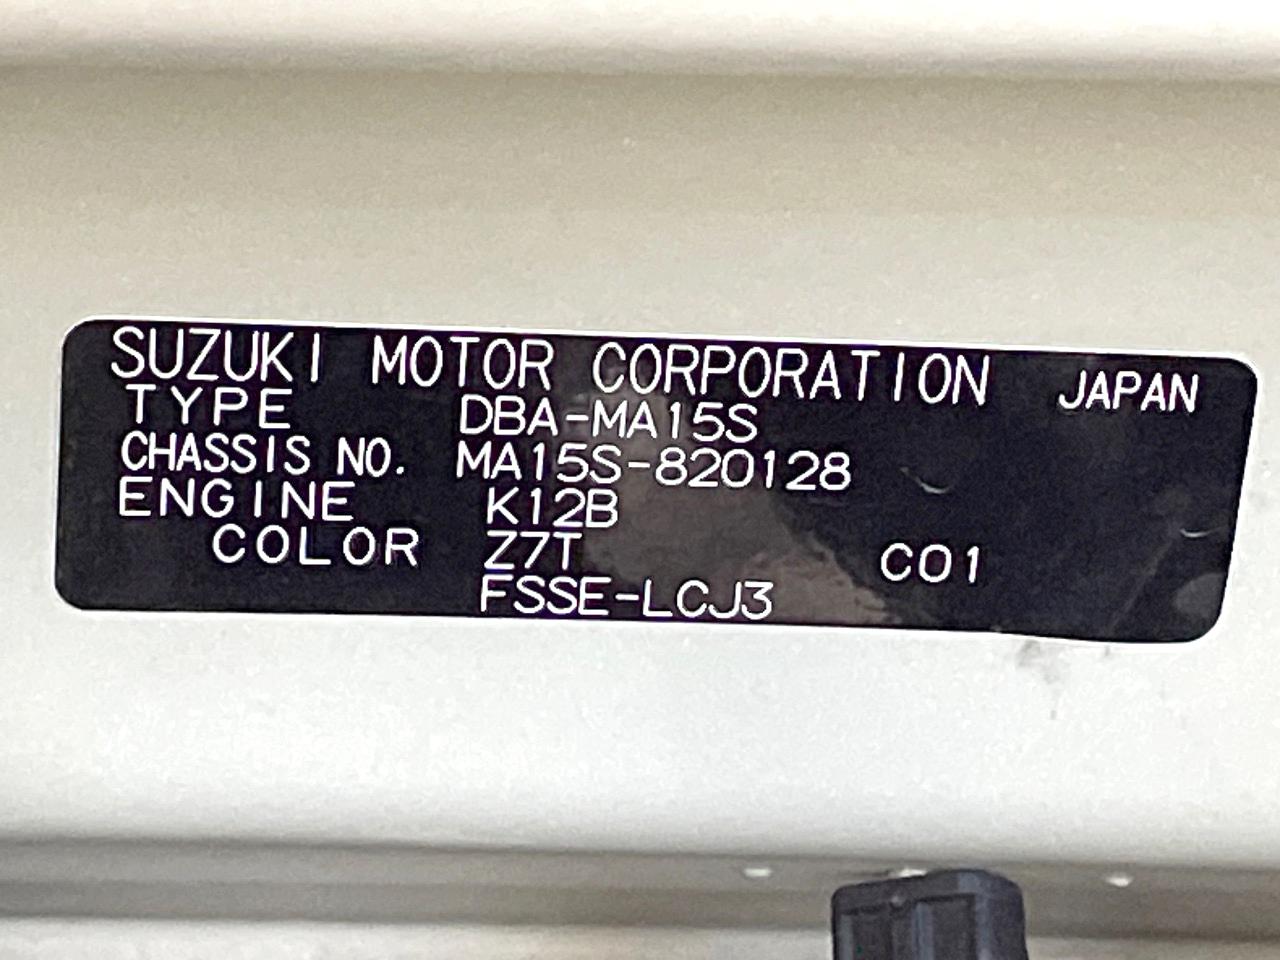 SUZUKI MOTOR CORPORATION JAPAN
TYPE DBA-MA15S
CHASSIS NO. MA15S-820128
ENGINE K12B
COLOR Z7T C01
FSSE-LCJ3